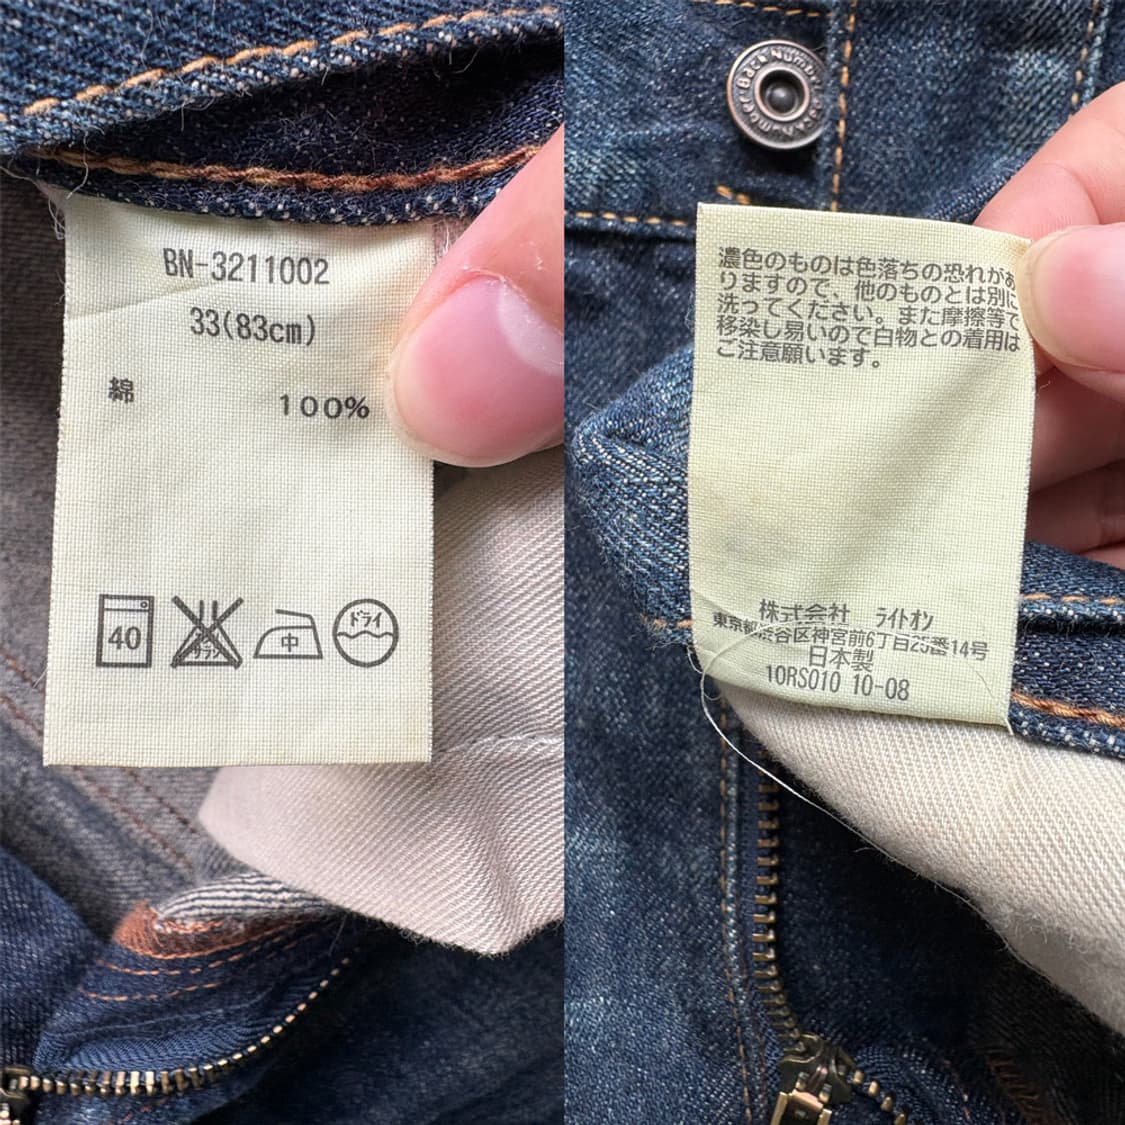 BN-3211002
33(83cm)
綿 100%
40
中
ドライ
Back Number
濃色のものは色落ちの恐れがあ
りますので、他のものとは別に
洗ってください。また摩擦等で
移染し易いので白物との着用は
ご注意願います。
株式会社 ライトオン
東京都渋谷区神宮前6丁目25番14号
日本製
10RS010 10-08